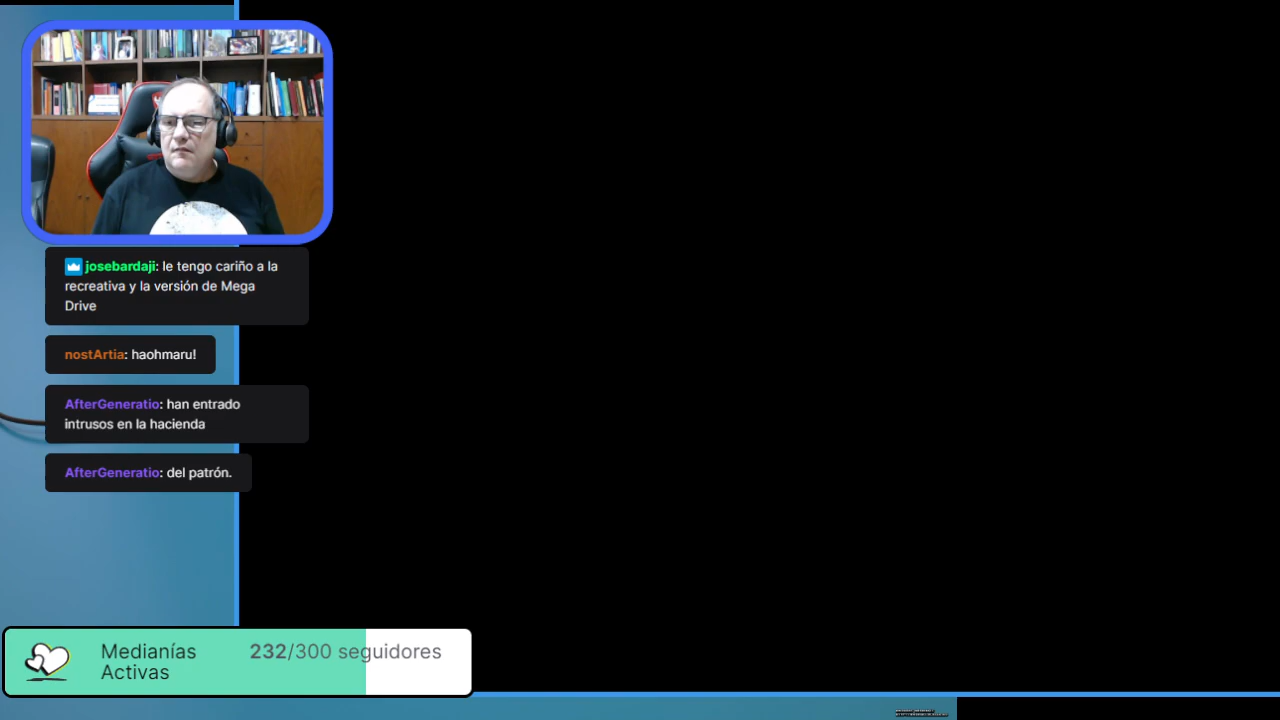 josebardaji: le tengo cariño a la
recreativa y la versión de Mega
Drive
nostArtia: haohmaru!
AfterGeneratio: han entrado
intrusos en la hacienda
AfterGeneratio: del patrón.
Medianías
Activas
232/300 seguidores